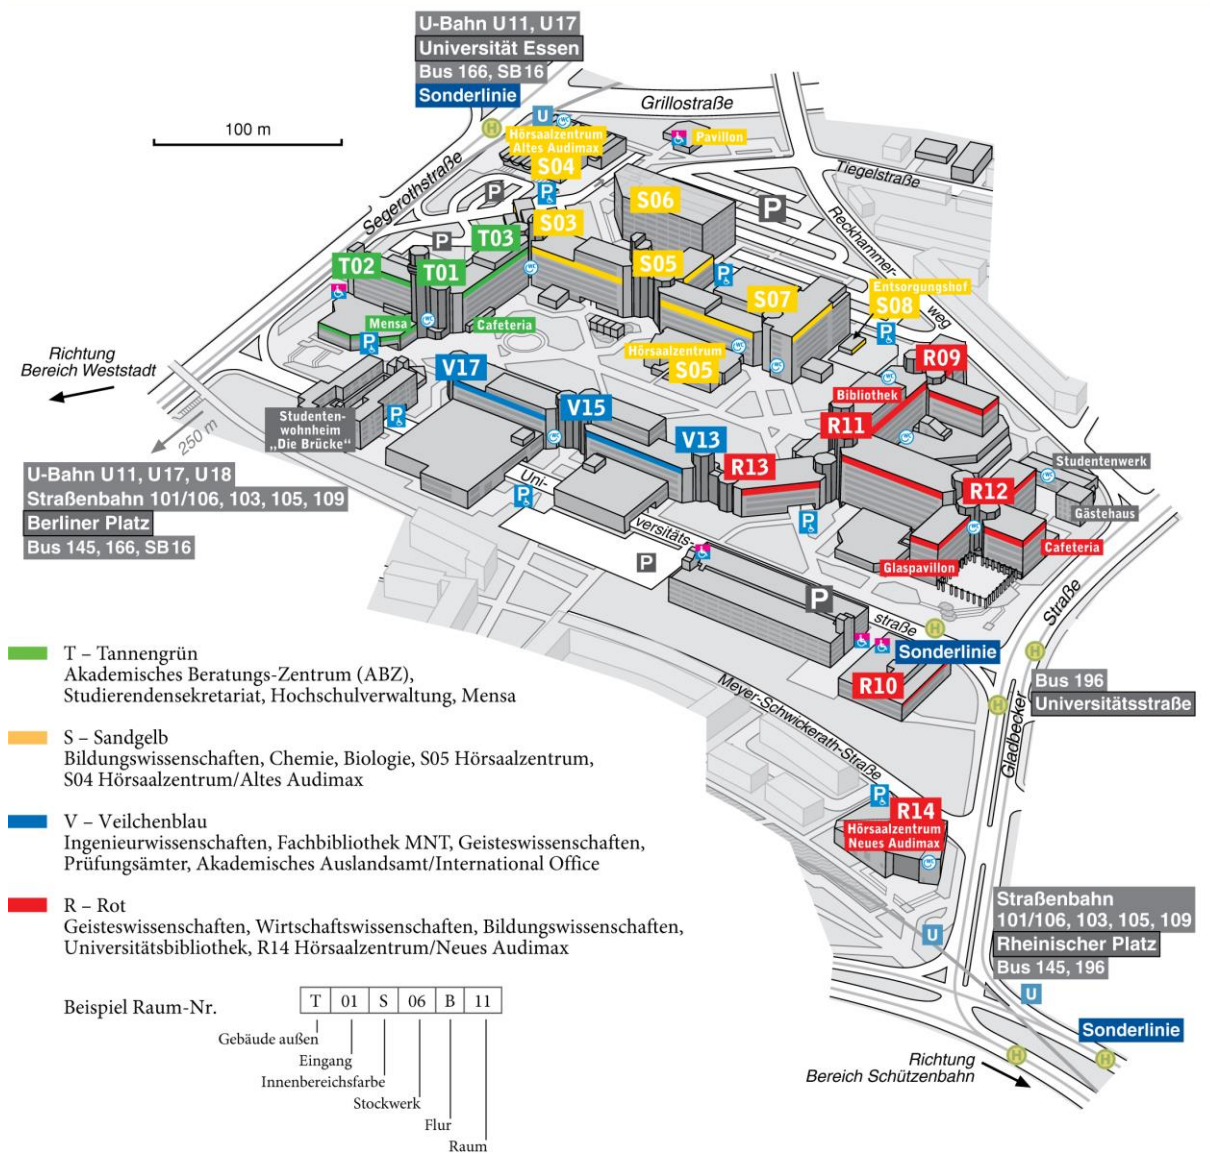 U-Bahn U11, U17
Universität Essen
Bus 166, SB16
Sonderlinie
100 m
Grillostraße
Segerothstraße
U
WC
Hörsaalzentrum
Altes Audimax
S04
Pavillon
Tiegelstraße
Reckhammer-
weg
P
P
P
P
S03
S06
T03
T02
T01
S05
S07
Entsorgungshof
S08
P
P
Mensa
Cafeteria
P
Hörsaalzentrum
S05
R09
Bibliothek
V17
V15
V13
R11
R13
R12
Richtung
Bereich Weststadt
250 m
Studenten-
wohnheim
„Die Brücke“
P
U-Bahn U11, U17, U18
Straßenbahn 101/106, 103, 105, 109
Berliner Platz
Bus 145, 166, SB16
Studentenwerk
Gästehaus
Cafeteria
Glaspavillon
Uni-
versitäts-
straße
P
P
P
P
H
Sonderlinie
R10
H
Bus 196
Universitätsstraße
H
Straße
Gladbecker
Meyer-Schwickerath-Straße
P
R14
Hörsaalzentrum
Neues Audimax
WC
Straßenbahn
101/106, 103, 105, 109
Rheinischer Platz
Bus 145, 196
U
U
Sonderlinie
H
H
Richtung
Bereich Schützenbahn
T – Tannengrün
Akademisches Beratungs-Zentrum (ABZ),
Studierendensekretariat, Hochschulverwaltung, Mensa
S – Sandgelb
Bildungswissenschaften, Chemie, Biologie, S05 Hörsaalzentrum,
S04 Hörsaalzentrum/Altes Audimax
V – Veilchenblau
Ingenieurwissenschaften, Fachbibliothek MNT, Geisteswissenschaften,
Prüfungsämter, Akademisches Auslandsamt/International Office
R – Rot
Geisteswissenschaften, Wirtschaftswissenschaften, Bildungswissenschaften,
Universitätsbibliothek, R14 Hörsaalzentrum/Neues Audimax
Beispiel Raum-Nr.
T 01 S 06 B 11
Gebäude außen
Eingang
Innenbereichsfarbe
Stockwerk
Flur
Raum